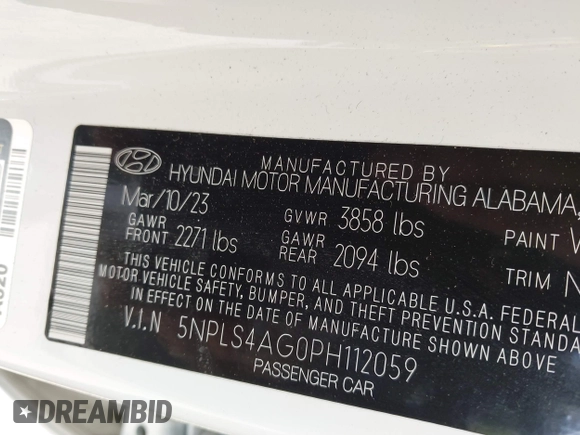 MANUFACTURED BY
HYUNDAI MOTOR MANUFACTURING ALABAMA,
Mar/10/23 GVWR 3858 lbs PAINT
GAWR FRONT 2271 lbs GAWR REAR 2094 lbs TRIM
THIS VEHICLE CONFORMS TO ALL APPLICABLE U.S.A. FEDERAL
MOTOR VEHICLE SAFETY, BUMPER, AND THEFT PREVENTION
IN EFFECT ON THE DATE OF MANUFACTURE SHOWN
V.I.N 5NPLS4AG0PH112059
PASSENGER CAR
DREAMBID